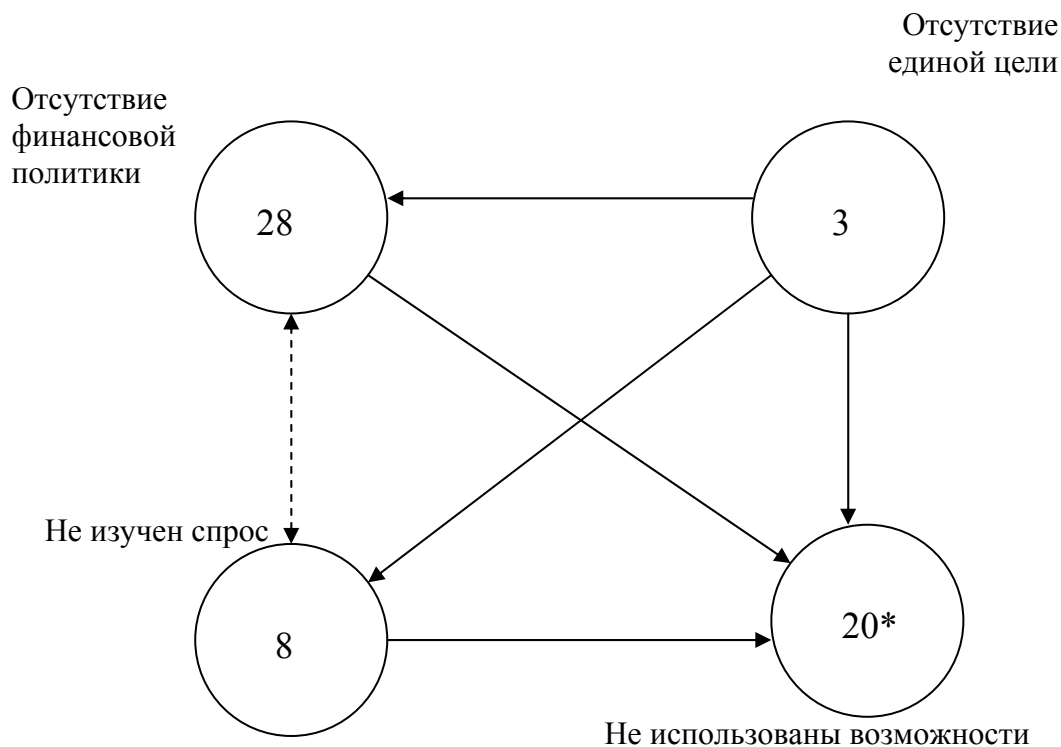 Отсутствие
единой цели
Отсутствие
финансовой
политики
28
3
Не изучен спрос
8
20*
Не использованы возможности